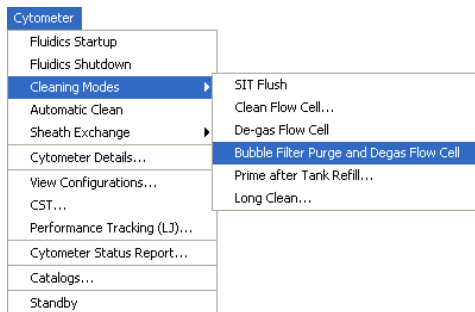 Cytometer
Fluidics Startup
Fluidics Shutdown
Cleaning Modes
Automatic Clean
Sheath Exchange
Cytometer Details...
View Configurations...
CST...
Performance Tracking (LJ)...
Cytometer Status Report...
Catalogs...
Standby
SIT Flush
Clean Flow Cell...
De-gas Flow Cell
Bubble Filter Purge and Degas Flow Cell
Prime after Tank Refill...
Long Clean...